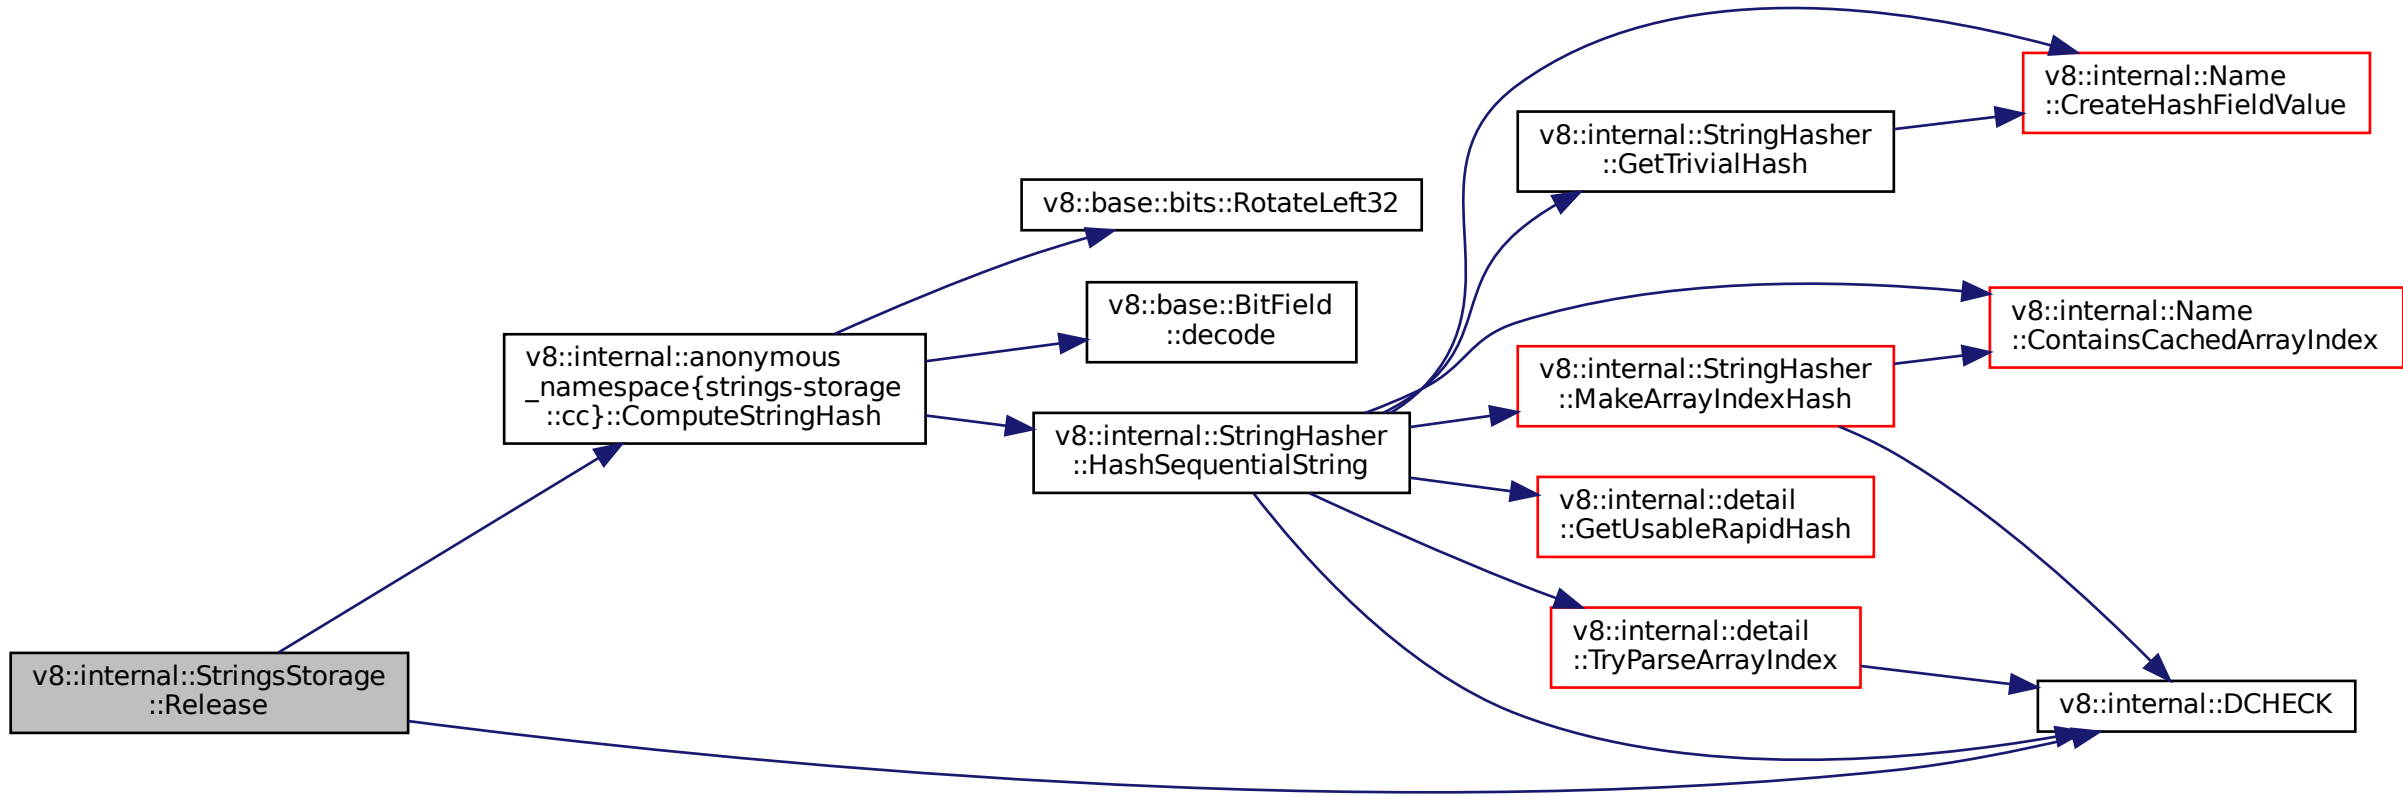 v8::internal::StringsStorage
::Release
v8::internal::anonymous
_namespace{strings-storage
::cc}::ComputeStringHash
v8::base::bits::RotateLeft32
v8::base::BitField
::decode
v8::internal::StringHasher
::HashSequentialString
v8::internal::StringHasher
::GetTrivialHash
v8::internal::StringHasher
::MakeArrayIndexHash
v8::internal::detail
::GetUsableRapidHash
v8::internal::detail
::TryParseArrayIndex
v8::internal::Name
::CreateHashFieldValue
v8::internal::Name
::ContainsCachedArrayIndex
v8::internal::DCHECK